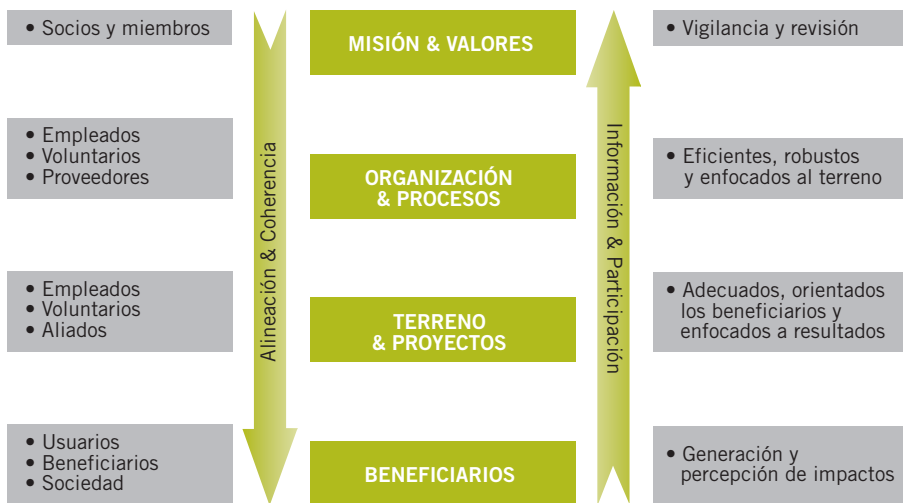 • Socios y miembros
MISIÓN & VALORES
• Vigilancia y revisión
• Empleados
• Voluntarios
• Proveedores
ORGANIZACIÓN
& PROCESOS
• Eficientes, robustos
y enfocados al terreno
Alineación & Coherencia
Información & Participación
• Empleados
• Voluntarios
• Aliados
TERRENO
& PROYECTOS
• Adecuados, orientados
los beneficiarios y
enfocados a resultados
• Usuarios
• Beneficiarios
• Sociedad
BENEFICIARIOS
• Generación y
percepción de impactos